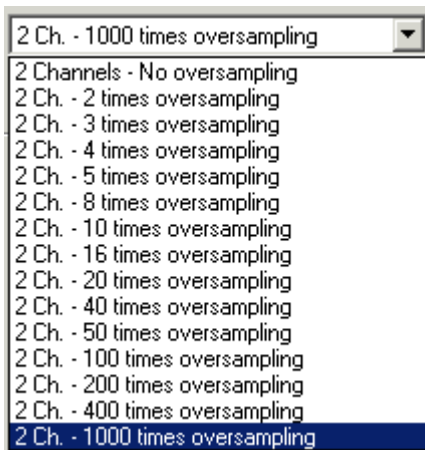 2 Ch. - 1000 times oversampling
2 Channels - No oversampling
2 Ch. - 2 times oversampling
2 Ch. - 3 times oversampling
2 Ch. - 4 times oversampling
2 Ch. - 5 times oversampling
2 Ch. - 8 times oversampling
2 Ch. - 10 times oversampling
2 Ch. - 16 times oversampling
2 Ch. - 20 times oversampling
2 Ch. - 40 times oversampling
2 Ch. - 50 times oversampling
2 Ch. - 100 times oversampling
2 Ch. - 200 times oversampling
2 Ch. - 400 times oversampling
2 Ch. - 1000 times oversampling